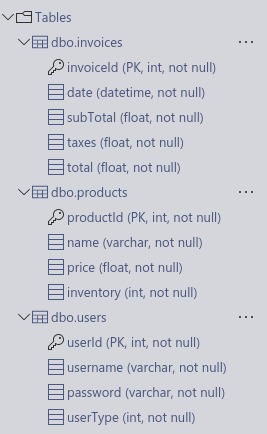 Tables
dbo.invoices
invoiceId (PK, int, not null)
date (datetime, not null)
subTotal (float, not null)
taxes (float, not null)
total (float, not null)
dbo.products
productId (PK, int, not null)
name (varchar, not null)
price (float, not null)
inventory (int, not null)
dbo.users
userId (PK, int, not null)
username (varchar, not null)
password (varchar, not null)
userType (int, not null)